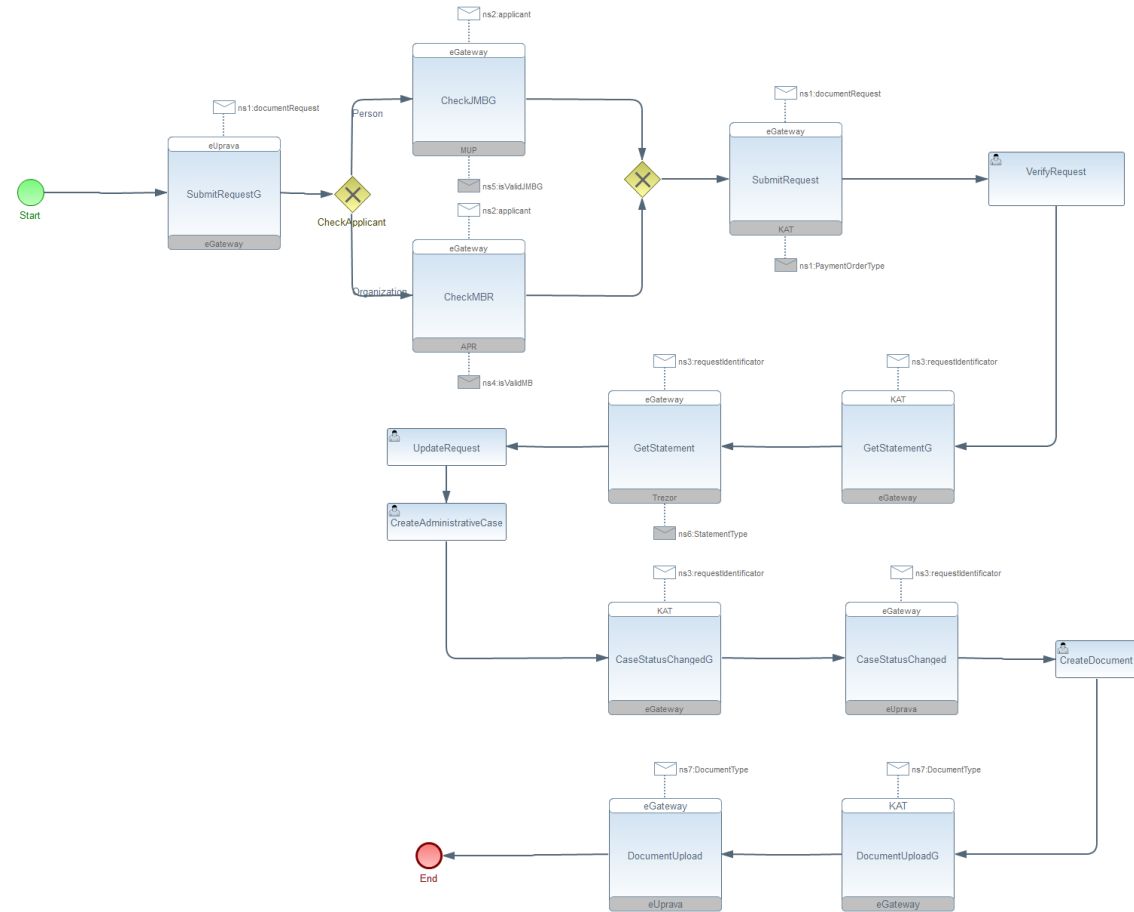 ns2:applicant
eGateway
CheckJMBG
MUP
ns5:isValidJMBG
Person
ns1:documentRequest
eUprava
SubmitRequestG
eGateway
Start
CheckApplicant
ns2:applicant
eGateway
CheckMBR
APR
ns4:isValidMB
Organization
ns1:documentRequest
eGateway
SubmitRequest
KAT
ns1:PaymentOrderType
VerifyRequest
ns3:requestIdentificator
KAT
GetStatementG
eGateway
ns3:requestIdentificator
eGateway
GetStatement
Trezor
ns6:StatementType
UpdateRequest
CreateAdministrativeCase
ns3:requestIdentificator
KAT
CaseStatusChangedG
eGateway
ns3:requestIdentificator
eGateway
CaseStatusChanged
eUprava
CreateDocument
ns7:DocumentType
KAT
DocumentUploadG
eGateway
ns7:DocumentType
eGateway
DocumentUpload
eUprava
End